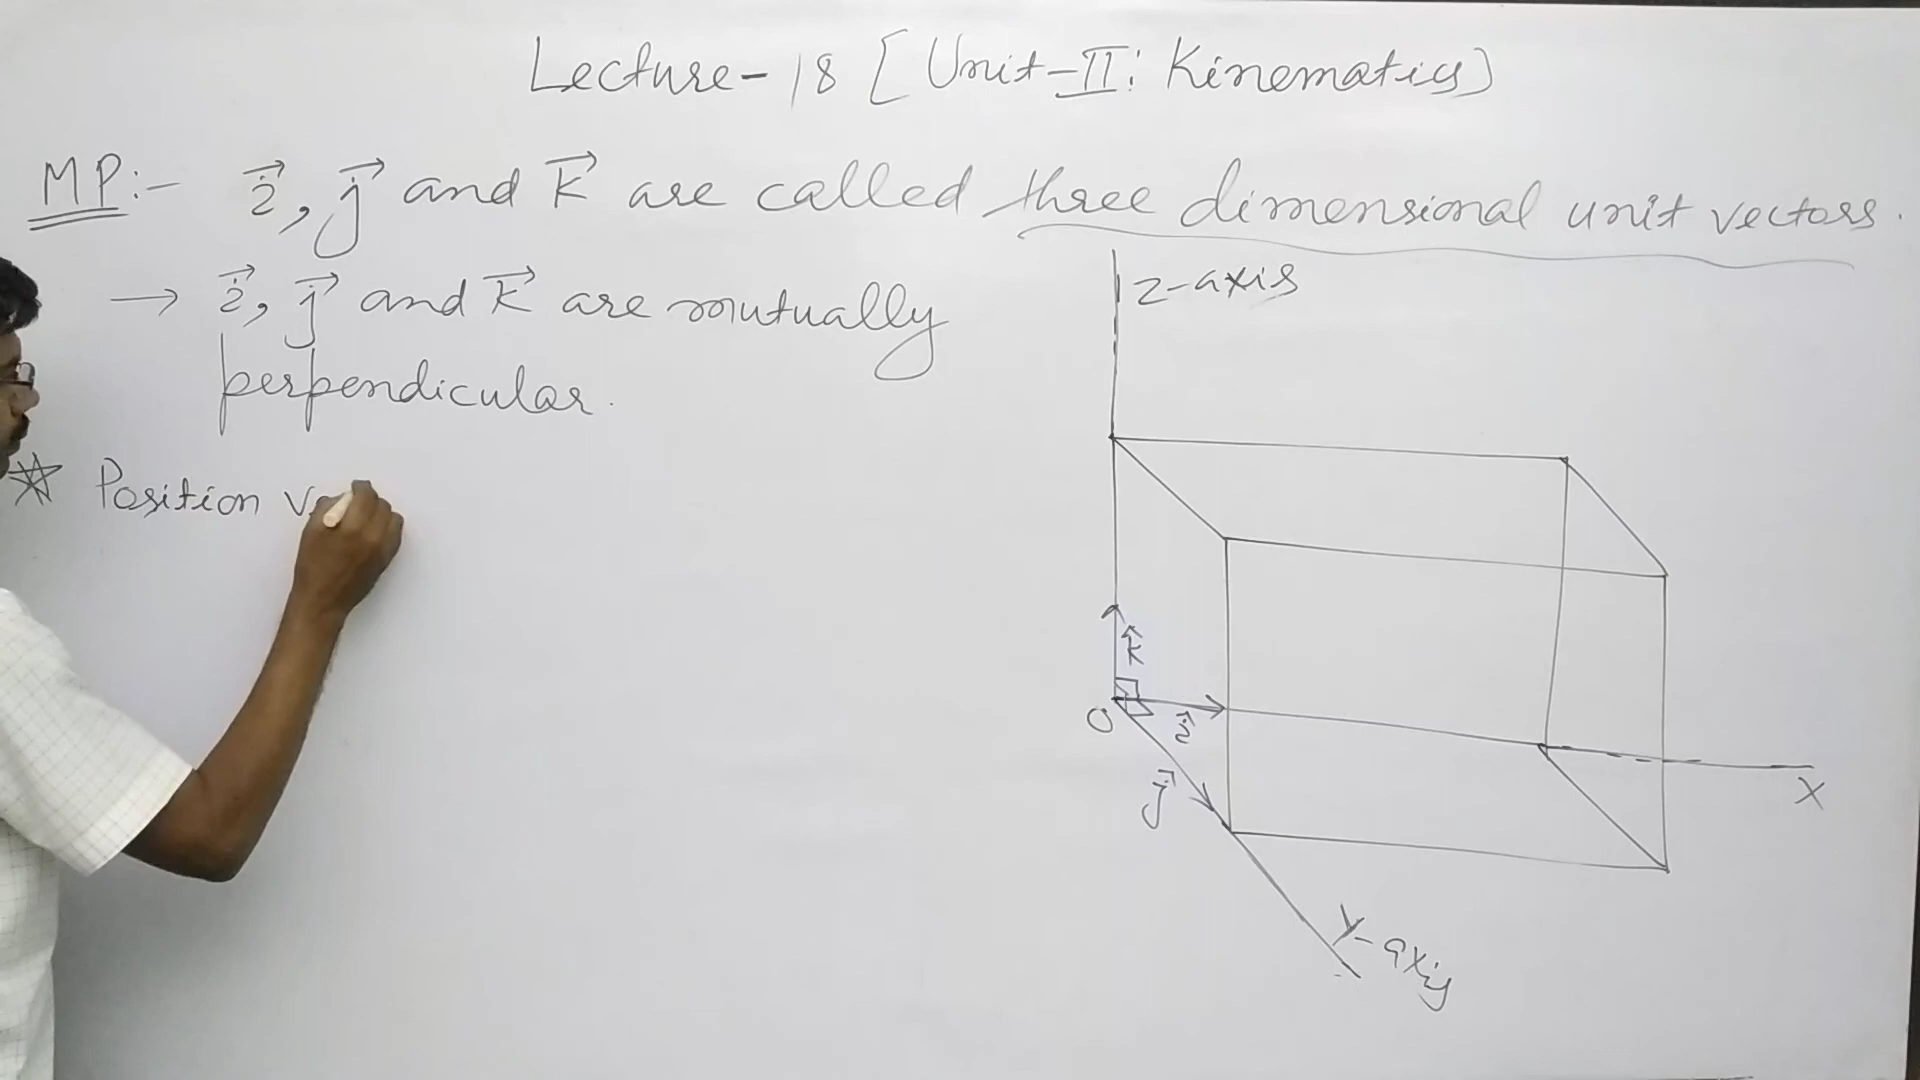 Lecture-18 [Unit-II: Kinematics)
MP:- i⃗, j⃗ and k⃗ are called three dimensional unit vectors.
→ i⃗, j⃗ and k⃗ are mutually
perpendicular.
☆ Position
z-axis
k̂
O
î
j⃗
X
Y-axis